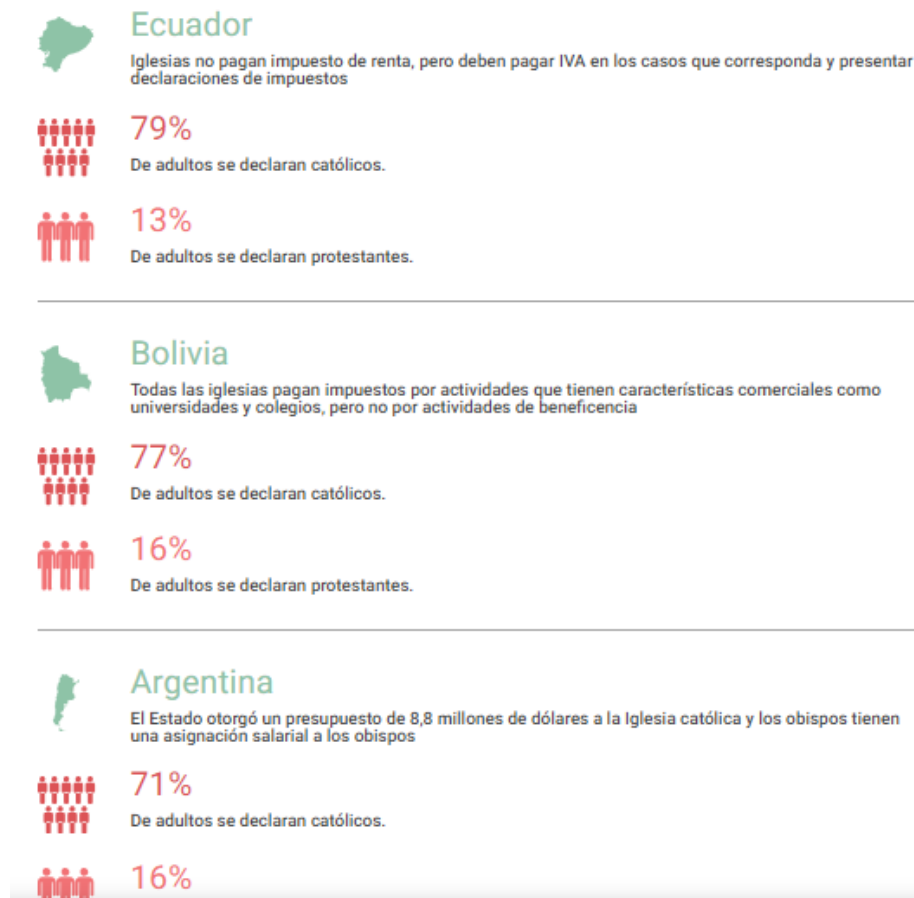 Ecuador
Iglesias no pagan impuesto de renta, pero deben pagar IVA en los casos que corresponda y presentar
declaraciones de impuestos
79%
De adultos se declaran católicos.
13%
De adultos se declaran protestantes.
Bolivia
Todas las iglesias pagan impuestos por actividades que tienen características comerciales como
universidades y colegios, pero no por actividades de beneficencia
77%
De adultos se declaran católicos.
16%
De adultos se declaran protestantes.
Argentina
El Estado otorgó un presupuesto de 8,8 millones de dólares a la Iglesia católica y los obispos tienen
una asignación salarial a los obispos
71%
De adultos se declaran católicos.
16%